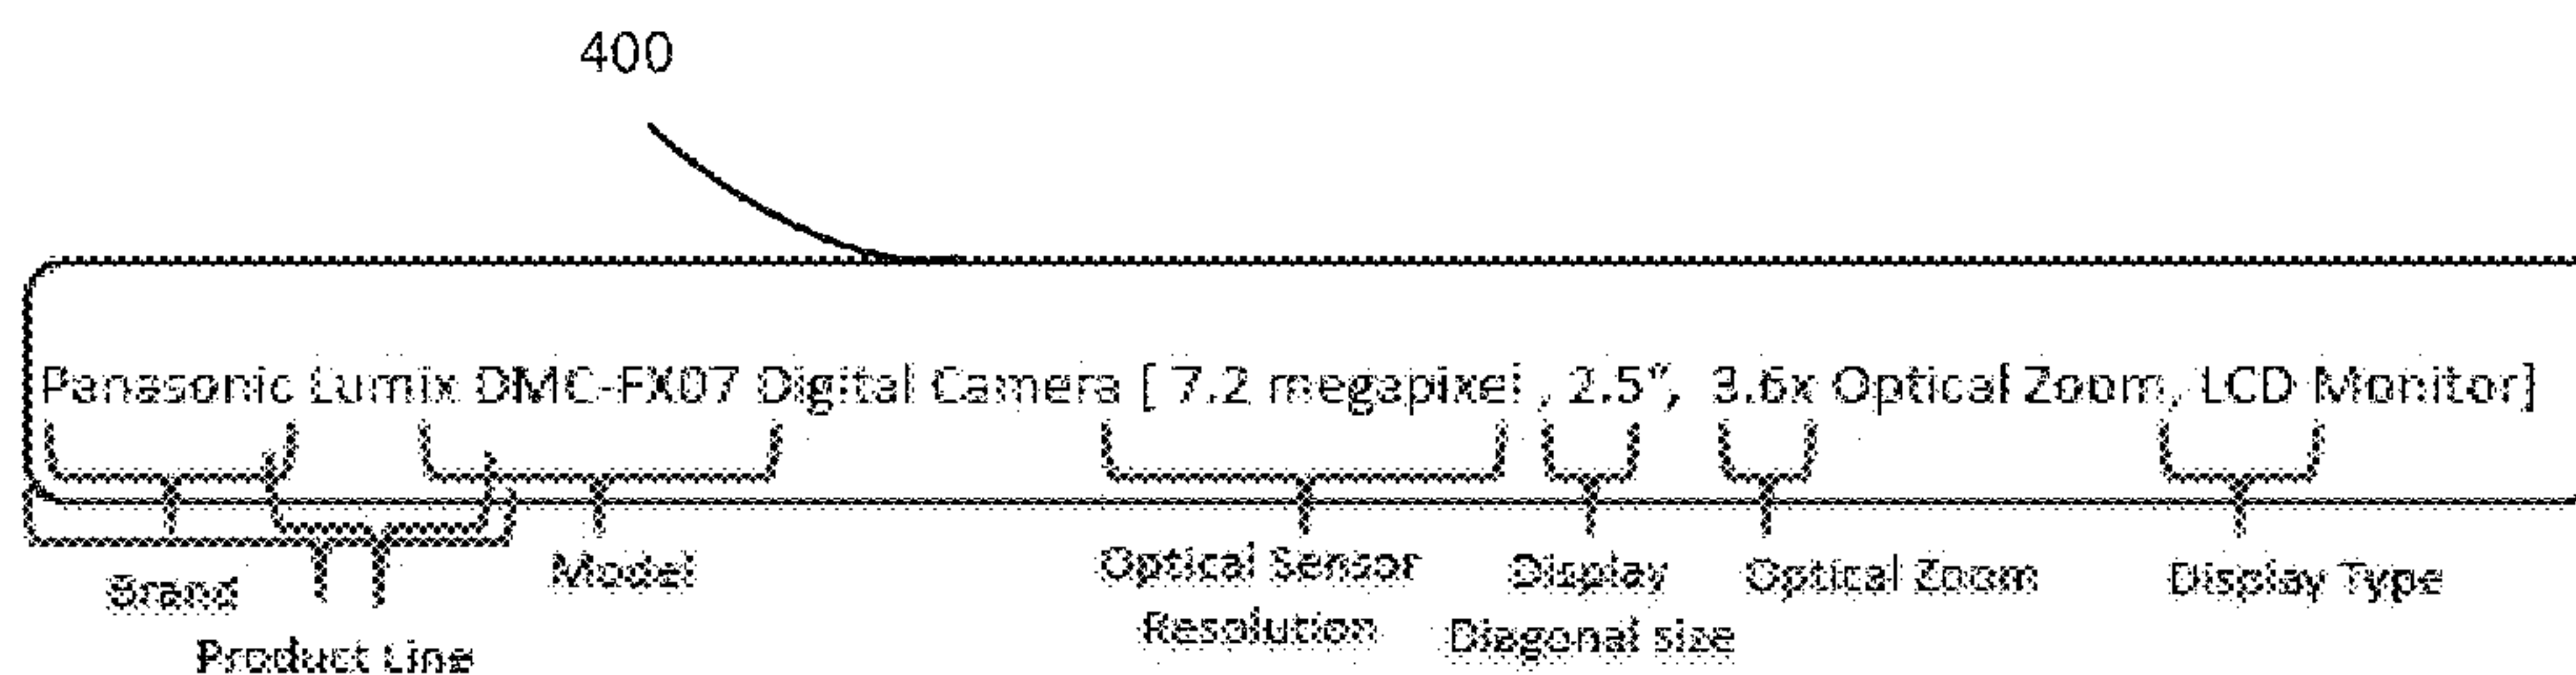 400
Panasonic Lumix DMC-FX07 Digital Camera [ 7.2 megapixel , 2.5", 3.6x Optical Zoom, LCD Monitor]
Brand
Product Line
Model
Optical Sensor
Resolution
Display
Diagonal size
Optical Zoom
Display Type